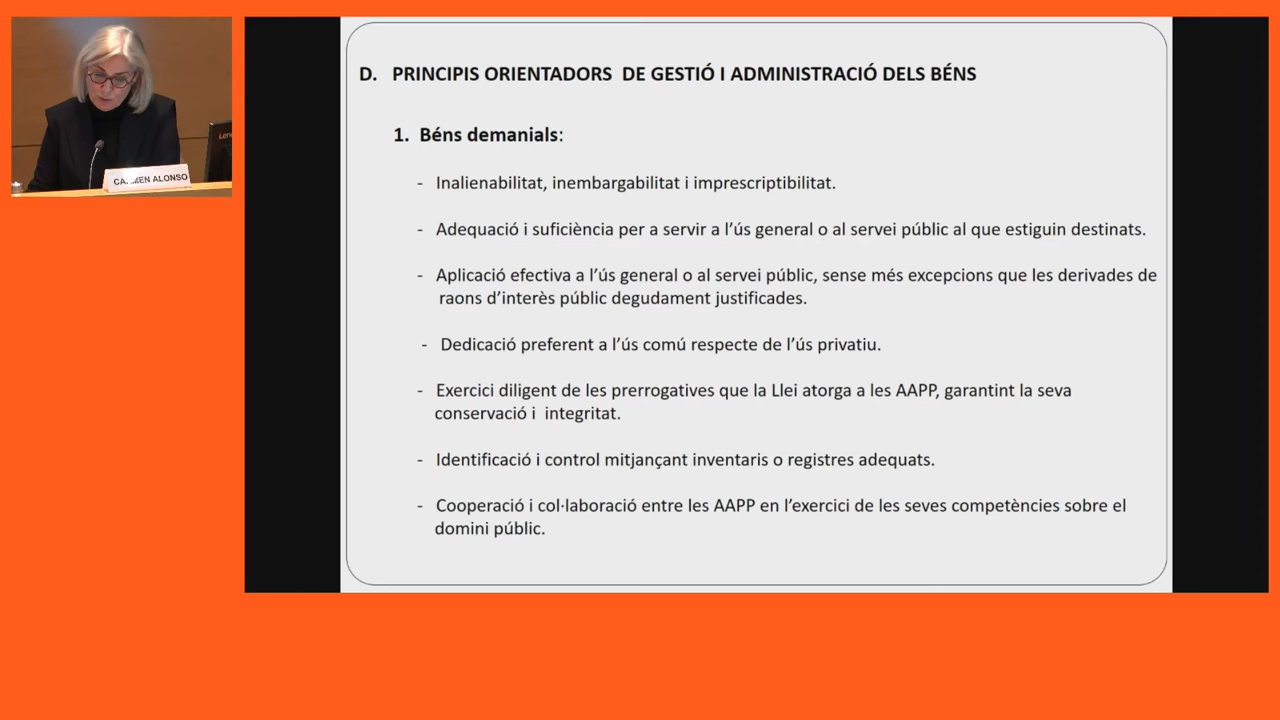 D. PRINCIPIS ORIENTADORS DE GESTIÓ I ADMINISTRACIÓ DELS BÉNS
1. Béns demanials:
- Inalienabilitat, inembargabilitat i imprescriptibilitat.
- Adequació i suficiència per a servir a l'ús general o al servei públic al que estiguin destinats.
- Aplicació efectiva a l'ús general o al servei públic, sense més excepcions que les derivades de
raons d'interès públic degudament justificades.
- Dedicació preferent a l'ús comú respecte de l'ús privatiu.
- Exercici diligent de les prerrogatives que la Llei atorga a les AAPP, garantint la seva
conservació i integritat.
- Identificació i control mitjançant inventaris o registres adequats.
- Cooperació i col·laboració entre les AAPP en l'exercici de les seves competències sobre el
domini públic.
ALONSO